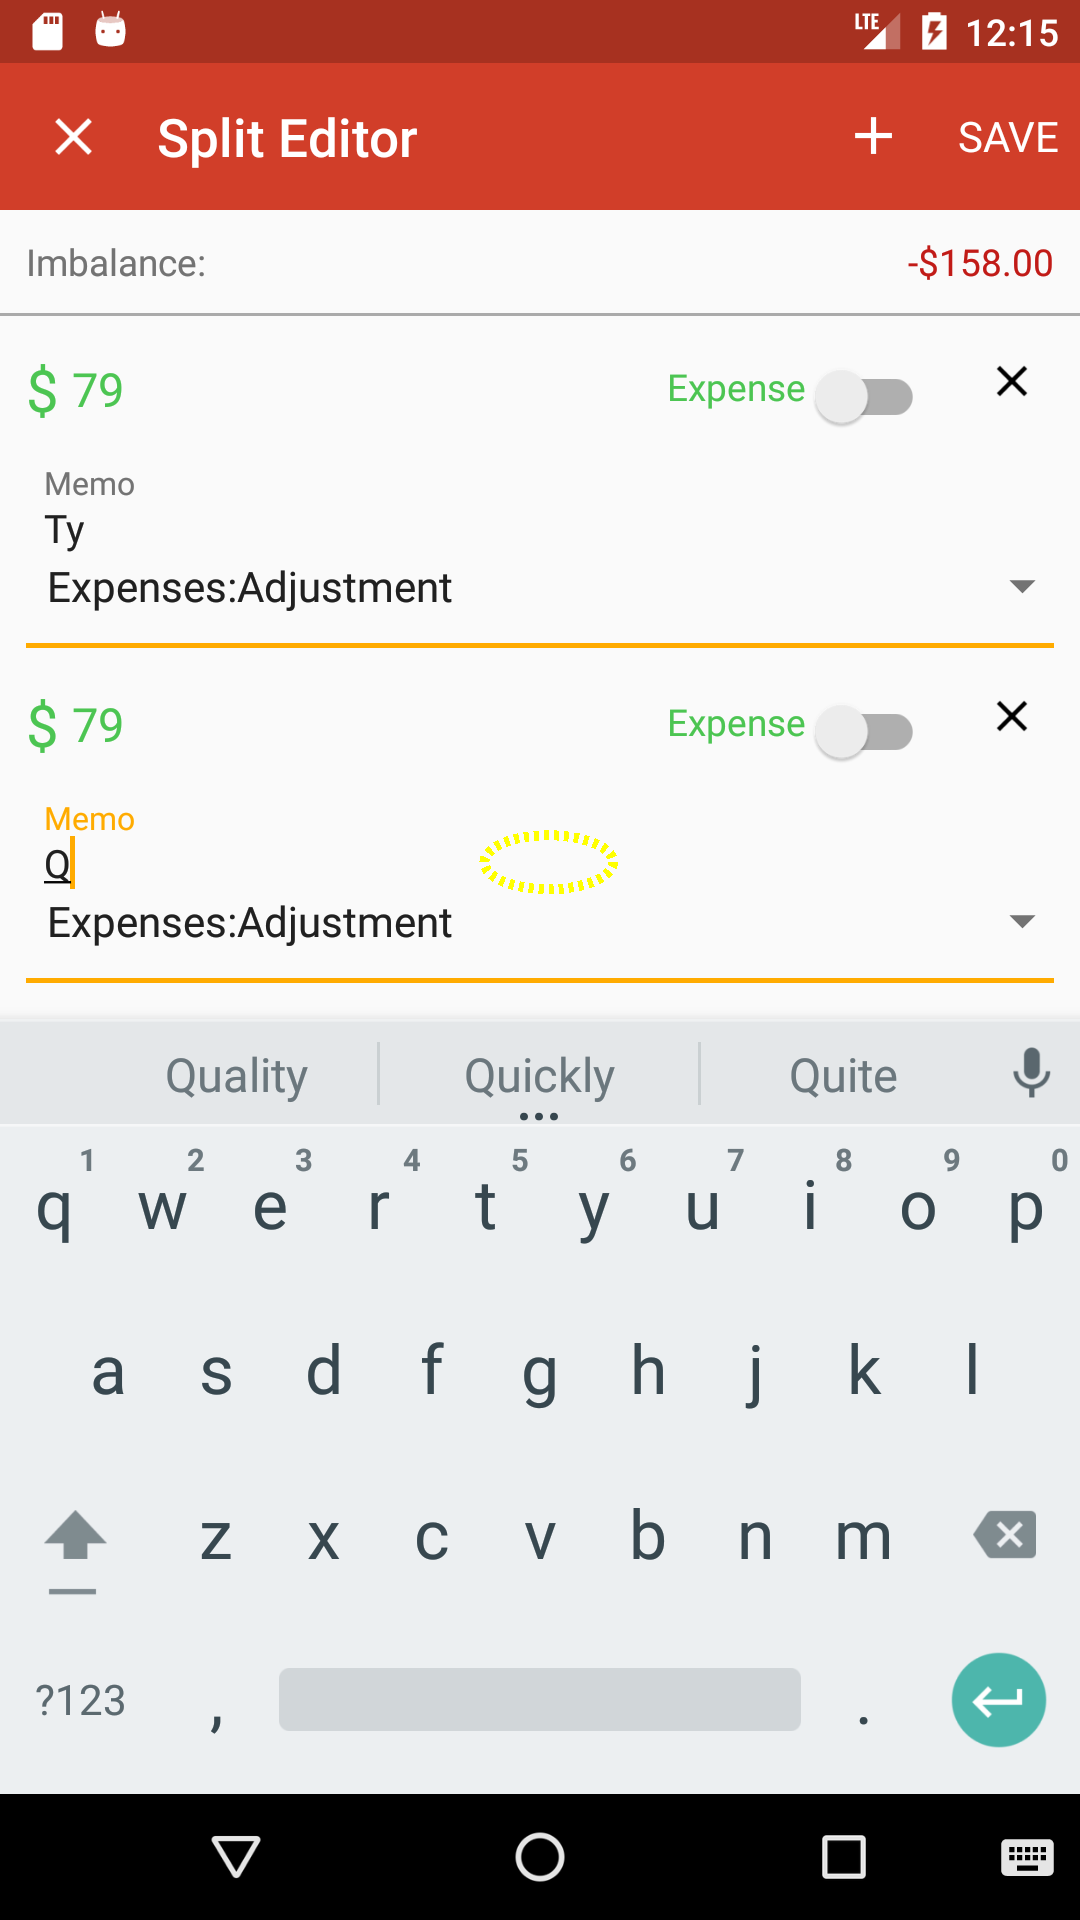 LTE 12:15
Split Editor SAVE
Imbalance: -$158.00
$ 79 Expense
Memo
Ty
Expenses:Adjustment
$ 79 Expense
Memo
Q
Expenses:Adjustment
Quality Quickly Quite
1 2 3 4 5 6 7 8 9 0
q w e r t y u i o p
a s d f g h j k l
z x c v b n m
?123 , .